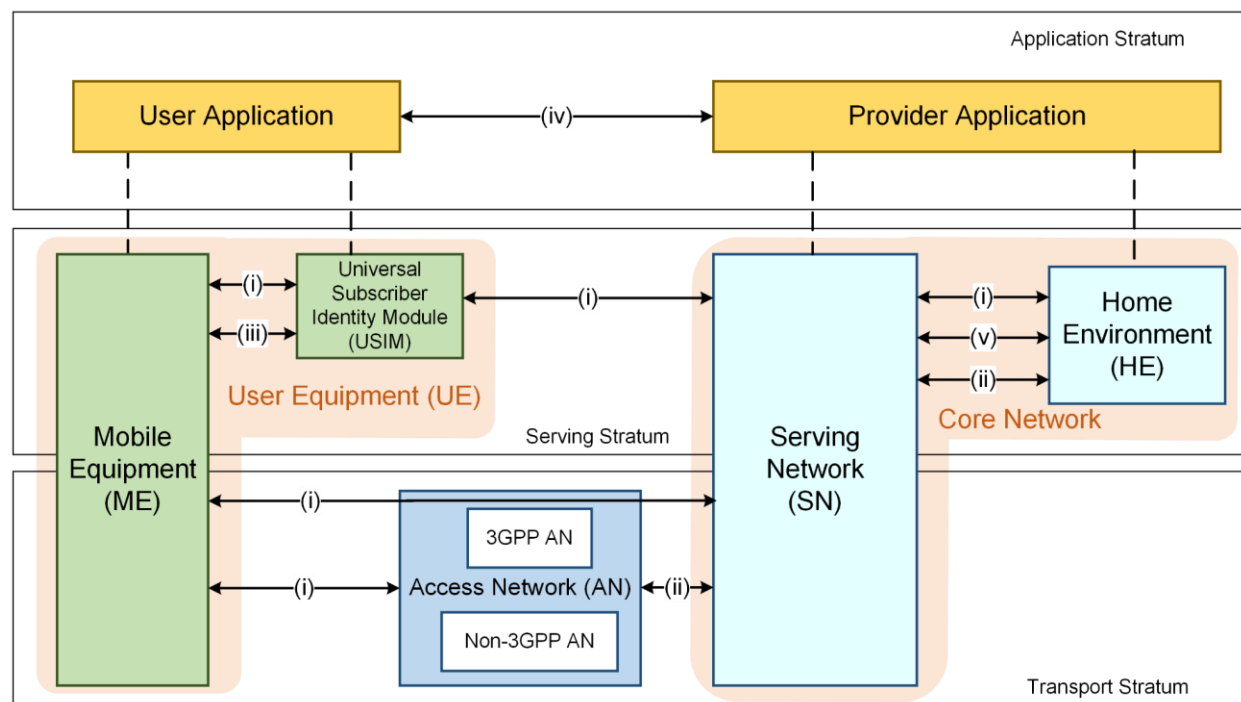 Application Stratum
User Application
(iv)
Provider Application
(i)
Universal
Subscriber
Identity Module
(USIM)
(iii)
(i)
(i)
(v)
(ii)
Home
Environment
(HE)
User Equipment (UE)
Core Network
Serving Stratum
Mobile
Equipment
(ME)
Serving
Network
(SN)
(i)
3GPP AN
(i)
Access Network (AN)
(ii)
Non-3GPP AN
Transport Stratum